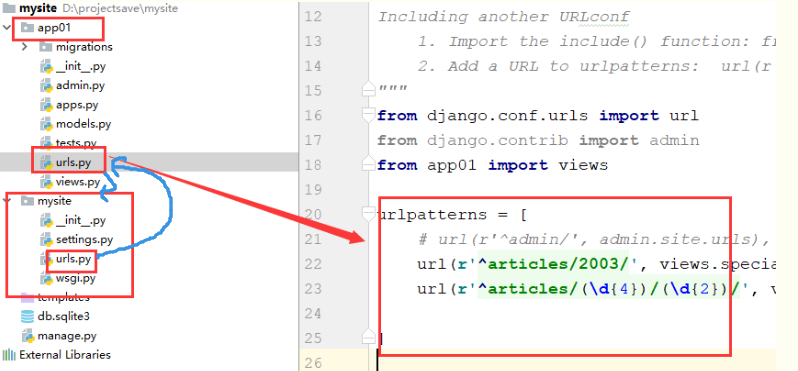 mysite D:\projectsave\mysite
app01
migrations
__init__.py
admin.py
apps.py
models.py
tests.py
urls.py
views.py
mysite
__init__.py
settings.py
urls.py
wsgi.py
templates
db.sqlite3
manage.py
External Libraries
12 Including another URLconf
13 1. Import the include() function: fr
14 2. Add a URL to urlpatterns: url(r
15 """
16 from django.conf.urls import url
17 from django.contrib import admin
18 from app01 import views
19
20 urlpatterns = [
21 # url(r'^admin/', admin.site.urls),
22 url(r'^articles/2003/', views.specia
23 url(r'^articles/(\d{4})/(\d{2})/', v
24
25 ]
26